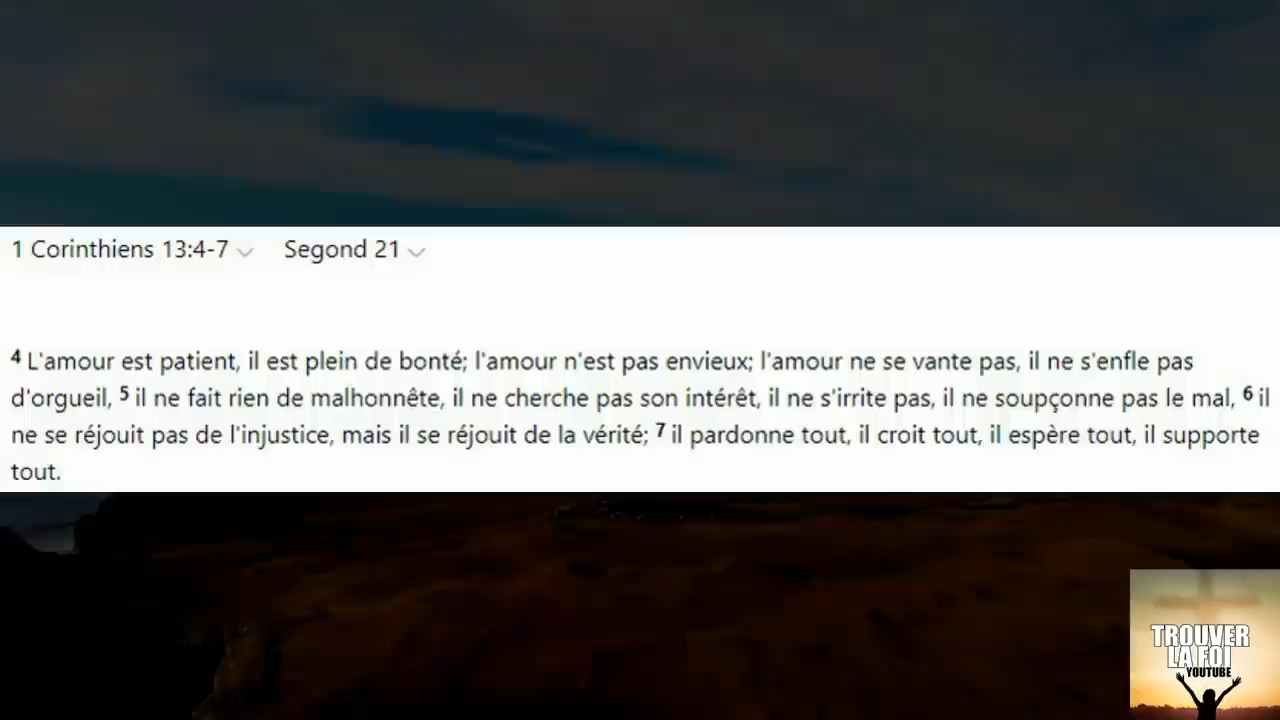 1 Corinthiens 13:4-7 Segond 21
4 L'amour est patient, il est plein de bonté; l'amour n'est pas envieux; l'amour ne se vante pas, il ne s'enfle pas
d'orgueil, 5 il ne fait rien de malhonnête, il ne cherche pas son intérêt, il ne s'irrite pas, il ne soupçonne pas le mal, 6 il
ne se réjouit pas de l'injustice, mais il se réjouit de la vérité; 7 il pardonne tout, il croit tout, il espère tout, il supporte
tout.
TROUVER
LA FOI
YOUTUBE